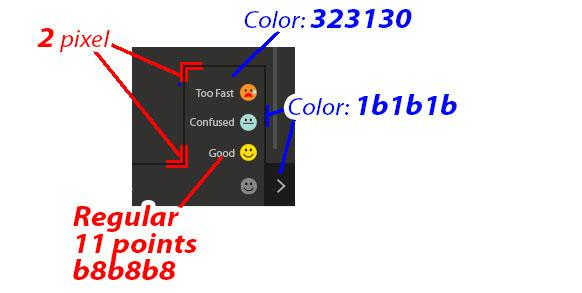 Color: 323130
2 pixel
Too Fast
Color: 1b1b1b
Confused
Good
Regular
11 points
b8b8b8